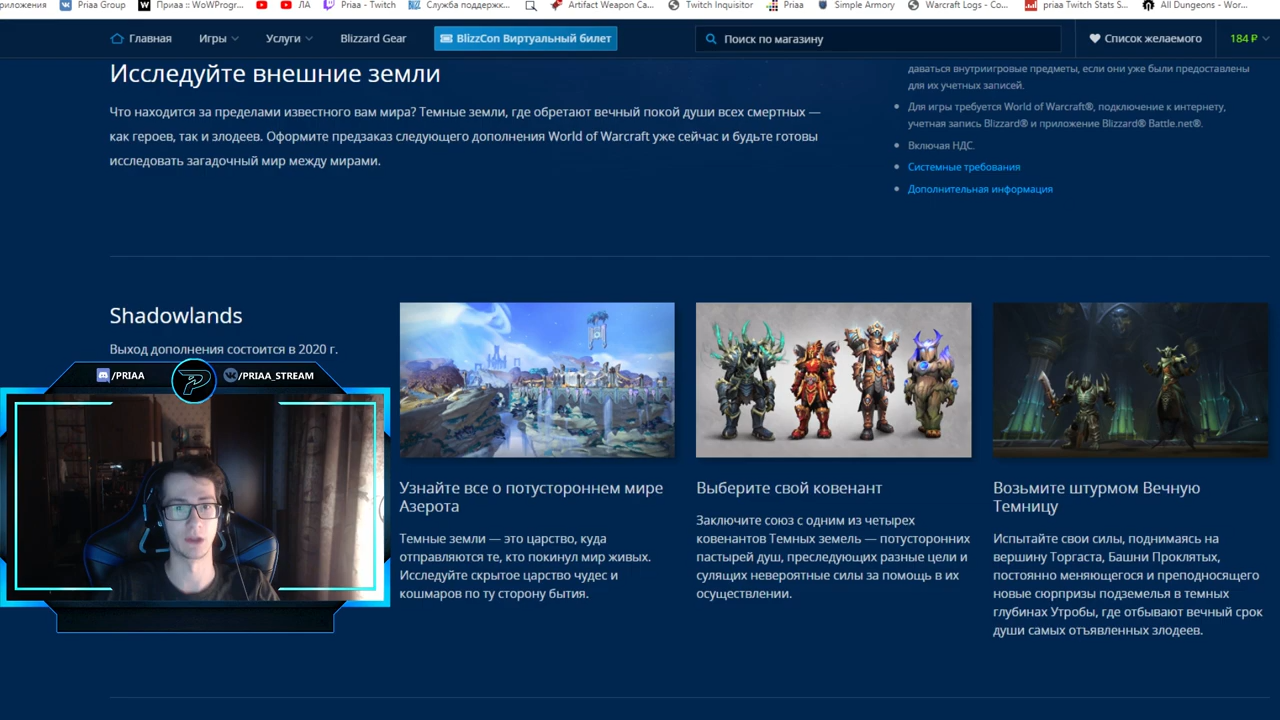 риложения
Priaa Group
Приаа :: WoWProgr...
ЛА
Priaa - Twitch
Служба поддержк...
Artifact Weapon Ca...
Twitch Inquisitor
Priaa
Simple Armory
Warcraft Logs - Co...
priaa Twitch Stats S...
All Dungeons - Wor...
Главная
Игры
Услуги
Blizzard Gear
BlizzCon Виртуальный билет
Поиск по магазину
Список желаемого
184 ₽
Исследуйте внешние земли
Что находится за пределами известного вам мира? Темные земли, где обретают вечный покой души всех смертных —
как героев, так и злодеев. Оформите предзаказ следующего дополнения World of Warcraft уже сейчас и будьте готовы
исследовать загадочный мир между мирами.
даваться внутриигровые предметы, если они уже были предоставлены
для их учетных записей.
Для игры требуется World of Warcraft®, подключение к интернету,
учетная запись Blizzard® и приложение Blizzard® Battle.net®.
Включая НДС.
Системные требования
Дополнительная информация
Shadowlands
Выход дополнения состоится в 2020 г.
/PRIAA
/PRIAA_STREAM
Узнайте все о потустороннем мире
Азерота
Темные земли — это царство, куда
отправляются те, кто покинул мир живых.
Исследуйте скрытое царство чудес и
кошмаров по ту сторону бытия.
Выберите свой ковенант
Заключите союз с одним из четырех
ковенантов Темных земель — потусторонних
пастырей душ, преследующих разные цели и
сулящих невероятные силы за помощь в их
осуществлении.
Возьмите штурмом Вечную
Темницу
Испытайте свои силы, поднимаясь на
вершину Торгаста, Башни Проклятых,
постоянно меняющегося и преподносящего
новые сюрпризы подземелья в темных
глубинах Утробы, где отбывают вечный срок
души самых отъявленных злодеев.